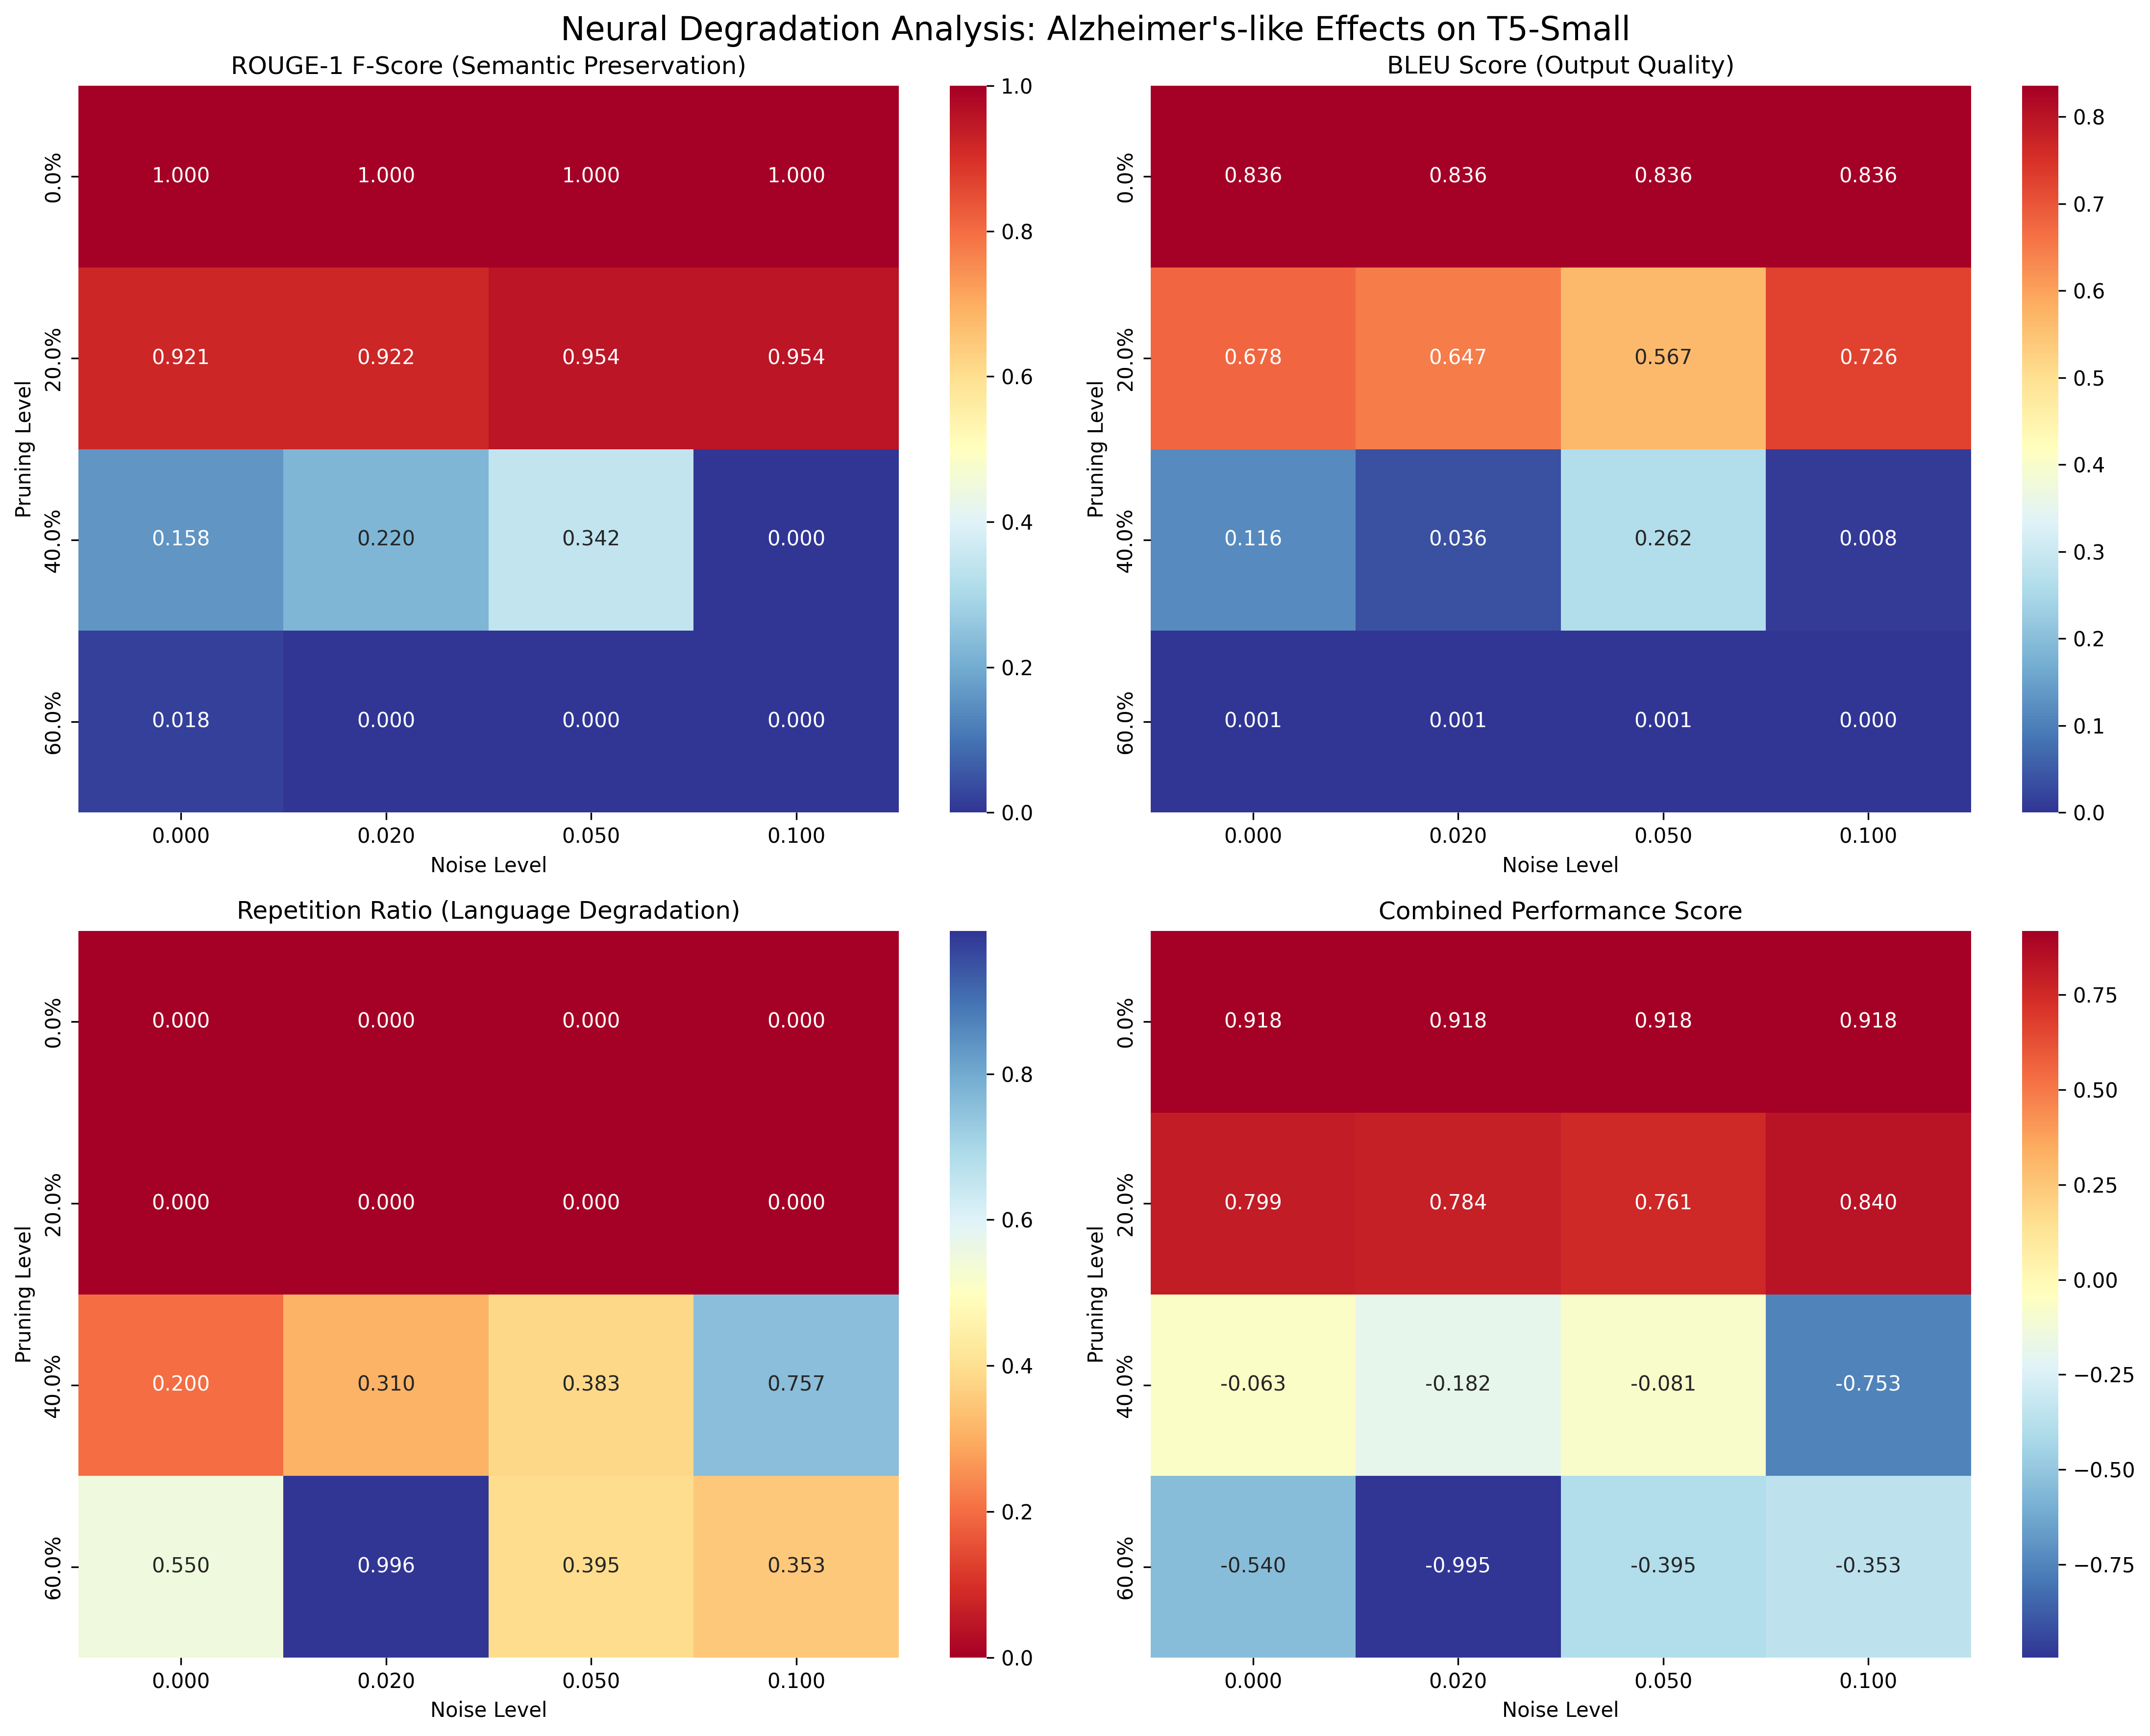 Neural Degradation Analysis: Alzheimer's-like Effects on T5-Small
ROUGE-1 F-Score (Semantic Preservation)
Pruning Level
0.0%
1.000 1.000 1.000 1.000
20.0%
0.921 0.922 0.954 0.954
40.0%
0.158 0.220 0.342 0.000
60.0%
0.018 0.000 0.000 0.000
0.000 0.020 0.050 0.100
Noise Level
1.0
0.8
0.6
0.4
0.2
0.0
BLEU Score (Output Quality)
Pruning Level
0.0%
0.836 0.836 0.836 0.836
20.0%
0.678 0.647 0.567 0.726
40.0%
0.116 0.036 0.262 0.008
60.0%
0.001 0.001 0.001 0.000
0.000 0.020 0.050 0.100
Noise Level
0.8
0.7
0.6
0.5
0.4
0.3
0.2
0.1
0.0
Repetition Ratio (Language Degradation)
Pruning Level
0.0%
0.000 0.000 0.000 0.000
20.0%
0.000 0.000 0.000 0.000
40.0%
0.200 0.310 0.383 0.757
60.0%
0.550 0.996 0.395 0.353
0.000 0.020 0.050 0.100
Noise Level
0.8
0.6
0.4
0.2
0.0
Combined Performance Score
Pruning Level
0.0%
0.918 0.918 0.918 0.918
20.0%
0.799 0.784 0.761 0.840
40.0%
-0.063 -0.182 -0.081 -0.753
60.0%
-0.540 -0.995 -0.395 -0.353
0.000 0.020 0.050 0.100
Noise Level
0.75
0.50
0.25
0.00
−0.25
−0.50
−0.75